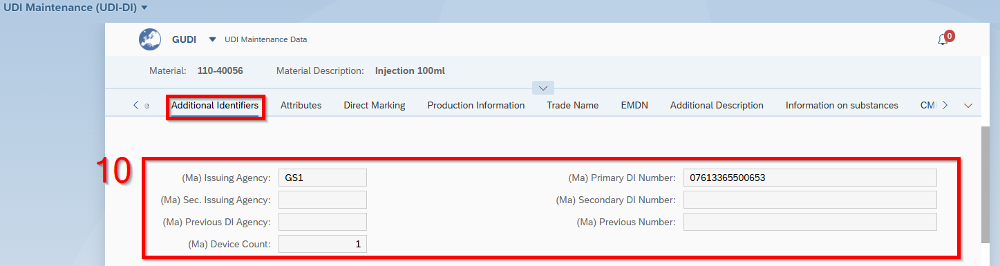 UDI Maintenance (UDI-DI)
GUDI UDI Maintenance Data 0
Material: 110-40056 Material Description: Injection 100ml
e Additional Identifiers Attributes Direct Marking Production Information Trade Name EMDN Additional Description Information on substances CM
10
(Ma) Issuing Agency: GS1 (Ma) Primary DI Number: 07613365500653
(Ma) Sec. Issuing Agency: (Ma) Secondary DI Number:
(Ma) Previous DI Agency: (Ma) Previous Number:
(Ma) Device Count: 1